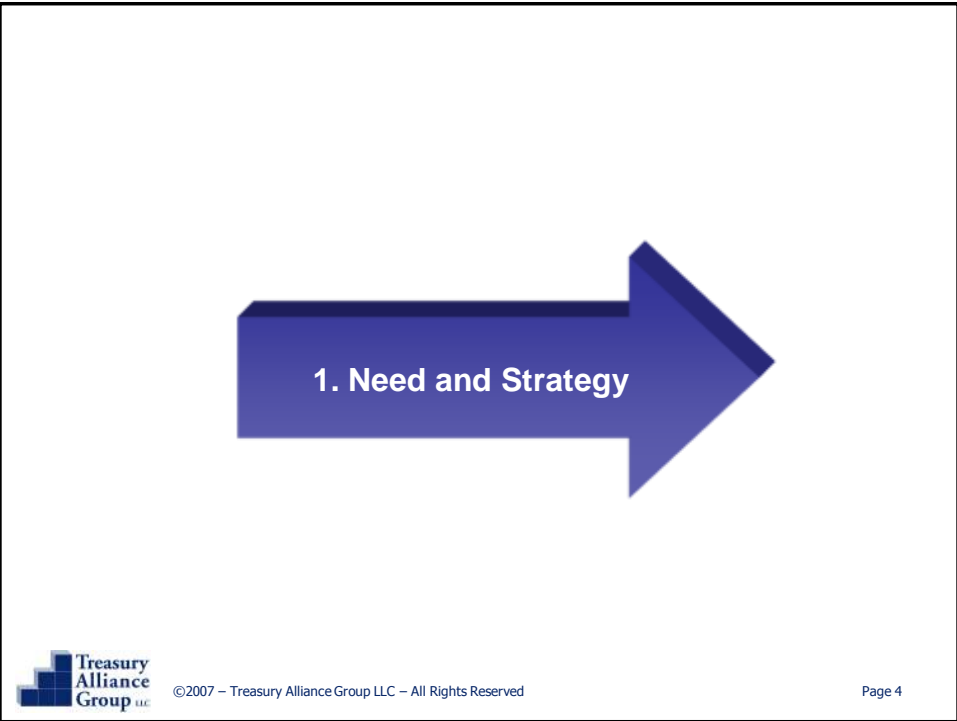 1. Need and Strategy
Treasury
Alliance
Group LLC
©2007 – Treasury Alliance Group LLC – All Rights Reserved
Page 4